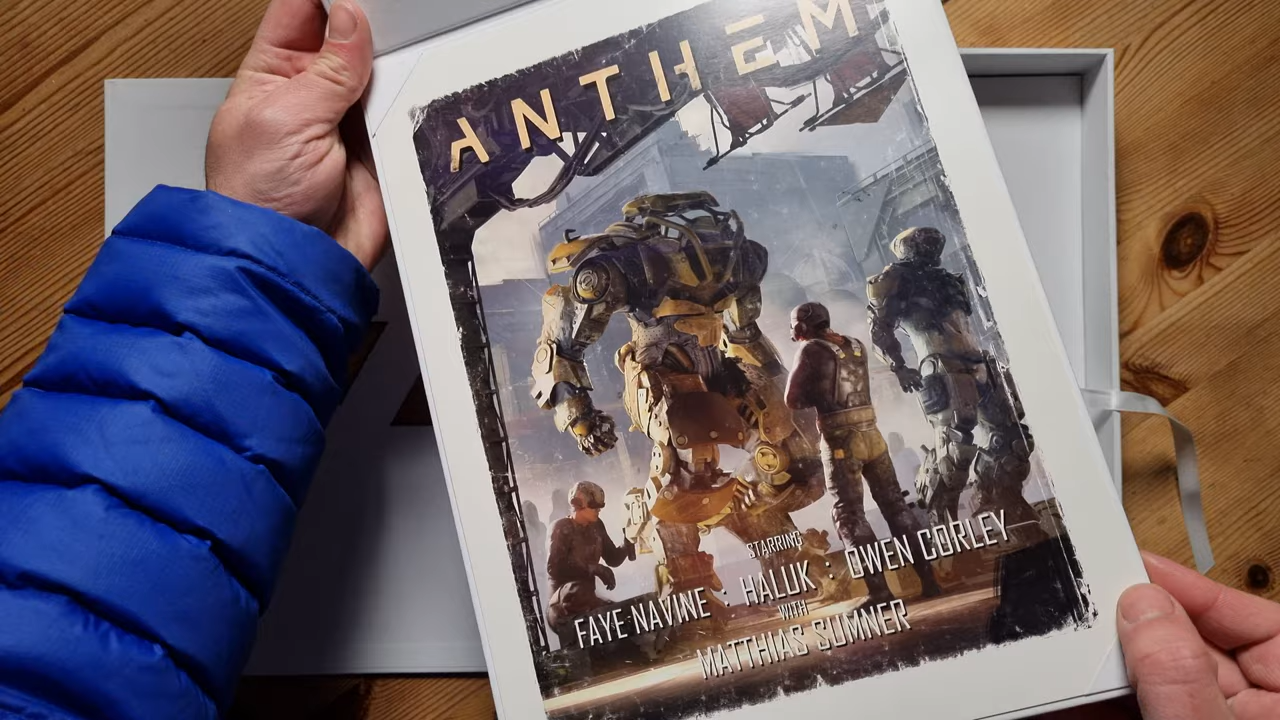 ANTHEM
STARRING
FAYE NAVINE : HALUK : OWEN CORLEY
WITH
MATTHIAS SUMNER